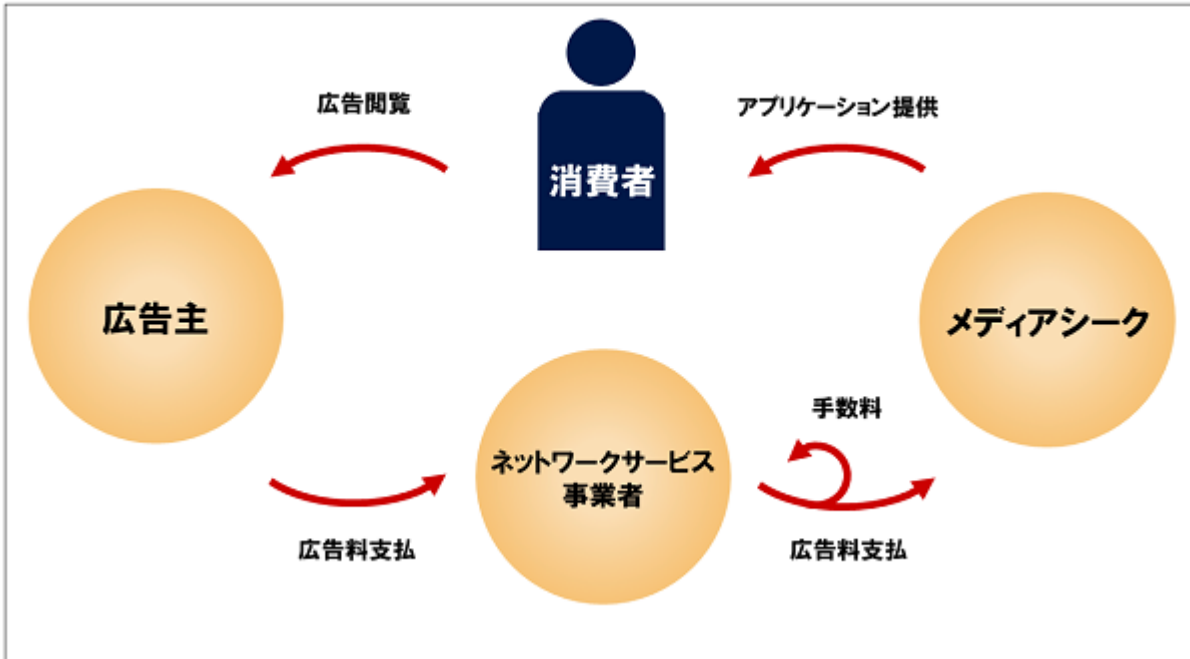 広告閲覧
アプリケーション提供
消費者
広告主
メディアシーク
手数料
ネットワークサービス
事業者
広告料支払
広告料支払